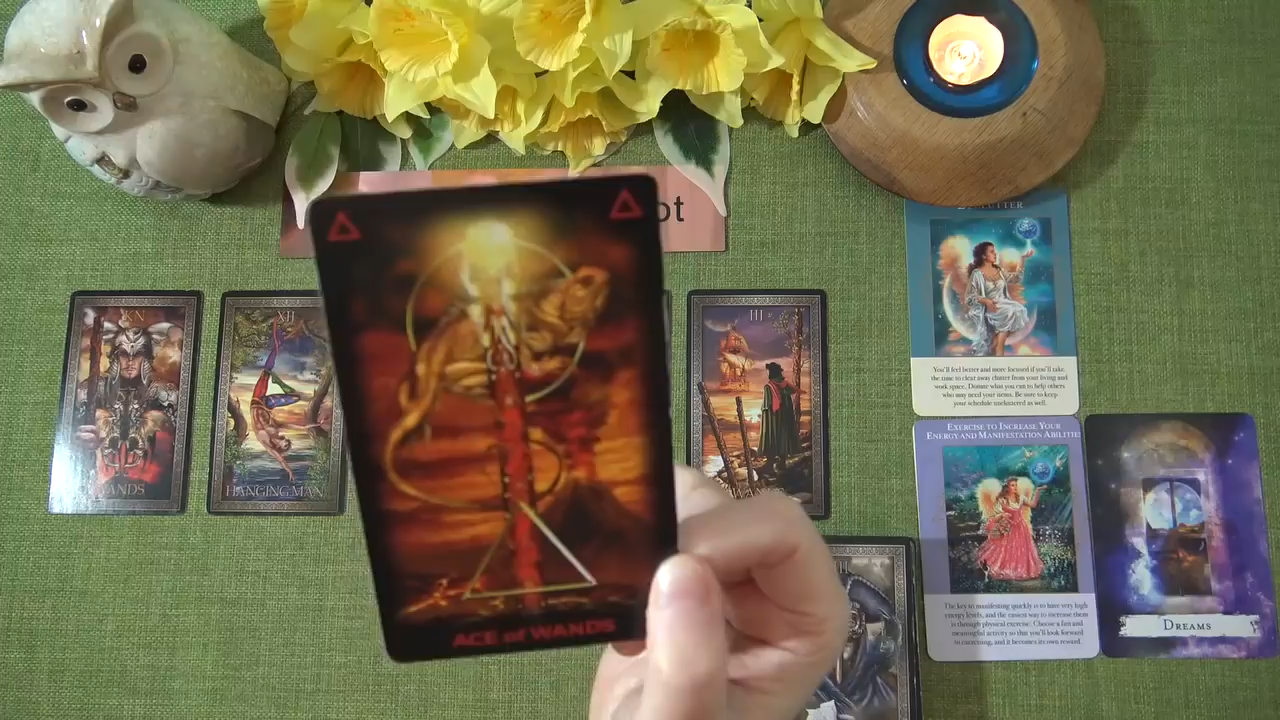 ot
KN
WANDS
XII
HANGING MAN
ACE of WANDS
III
You'll feel better and more focused if you'll take,
the time to clear away clutter from your living and
work space. Donate what you can to help others
who may need your items. Be sure to keep
your schedule uncluttered as well.
EXERCISE TO INCREASE YOUR
ENERGY AND MANIFESTATION ABILITIES
The key to manifesting quickly is to have very high
energy levels, and the easiest way to increase them
is through physical exercise. Choose a fun and
meaningful activity so that you'll look forward
to exercising, and it becomes its own reward.
DREAMS